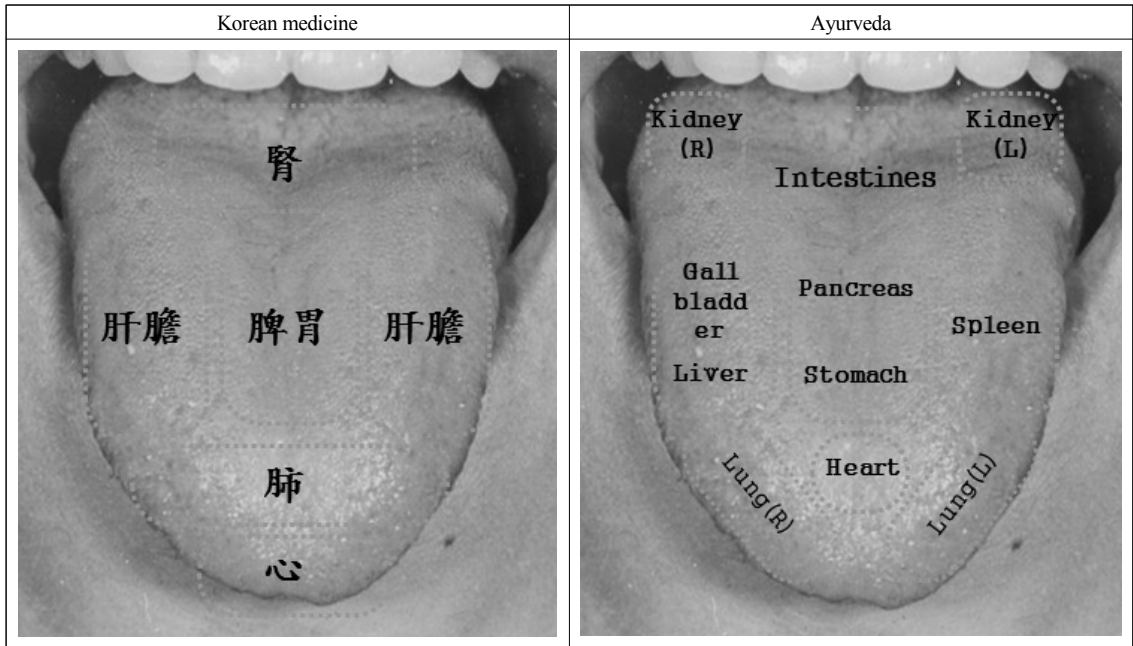 Korean medicine
Ayurveda
腎
肝膽
脾胃
肝膽
肺
心
Kidney
(R)
Kidney
(L)
Intestines
Gall
bladd
er
Pancreas
Spleen
Liver
Stomach
Heart
Lung(R)
Lung(L)